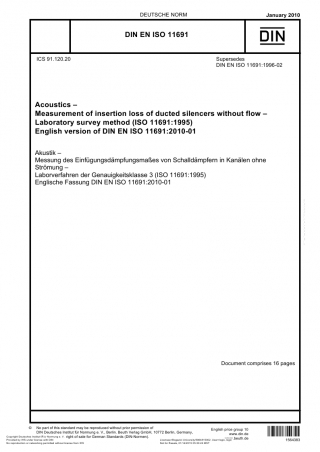 DEUTSCHE NORM
January 2010
DIN EN ISO 11691
DIN
ICS 91.120.20
Supersedes
DIN EN ISO 11691:1996-02
Acoustics –
Measurement of insertion loss of ducted silencers without flow –
Laboratory survey method (ISO 11691:1995)
English version of DIN EN ISO 11691:2010-01
Akustik –
Messung des Einfügungsdämpfungsmaßes von Schalldämpfern in Kanälen ohne
Strömung –
Laborverfahren der Genauigkeitsklasse 3 (ISO 11691:1995)
Englische Fassung DIN EN ISO 11691:2010-01
Document comprises 16 pages
© No part of this standard may be reproduced without prior permission of
DIN Deutsches Institut für Normung e. V., Berlin. Beuth Verlag GmbH, 10772 Berlin, Germany,
right of sale for German Standards (DIN-Normen).
English price group 10
www.din.de
www.beuth.de